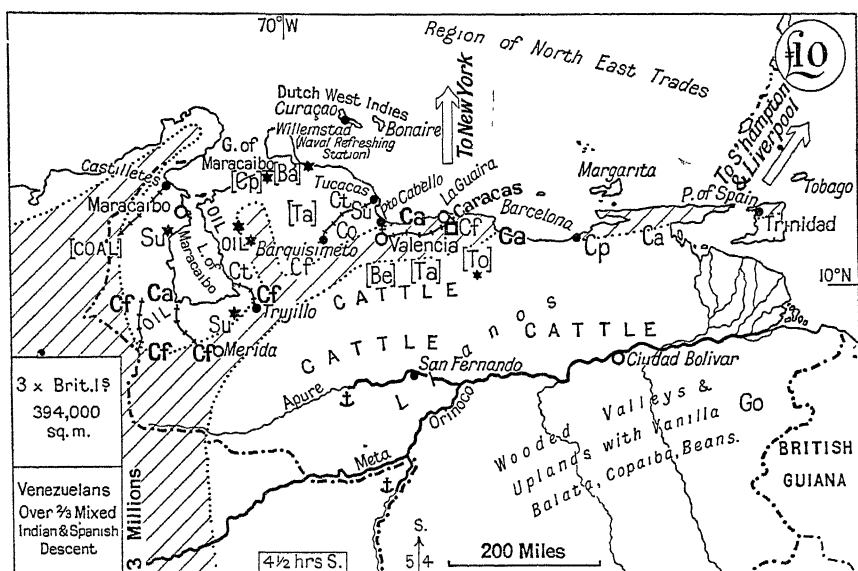 70° W
Region of North East Trades
£10
To New York
To S'hampton
& Liverpool
Dutch West Indies
Curaçao
Bonaire
Willemstad
(Naval Refreshing
Station)
G. of
Maracaibo
[Cp]
[Ba]
Castilletes
Maracaibo
OIL
Tucacas
Pto Cabello
La Guaira
Caracas
Margarita
Barcelona
P. of Spain
Tobago
Trinidad
Ct
Su
Ca
[Ta]
Co
Cf
Valencia
Ca
Cp
Ca
[COAL]
Su
L. of
Maracaibo
OIL
Barquisimeto
Ct
Cf
[Be]
[Ta]
[To]
10°N
Cf
Ca
OIL
Cf
Su
Trujillo
CATTLE
Cf
Cf
Merida
CATTLE
CATTLE
Llanos
San Fernando
Ciudad Bolivar
Apure
Orinoco
Meta
3 x Brit. Is
394,000
sq. m.
Venezuelans
Over ⅔ Mixed
Indian & Spanish
Descent
3 Millions
Wooded Valleys &
Uplands with Vanilla
Balata, Copaiba, Beans.
Go
BRITISH
GUIANA
4½ hrs S.
S.
5 4
200 Miles